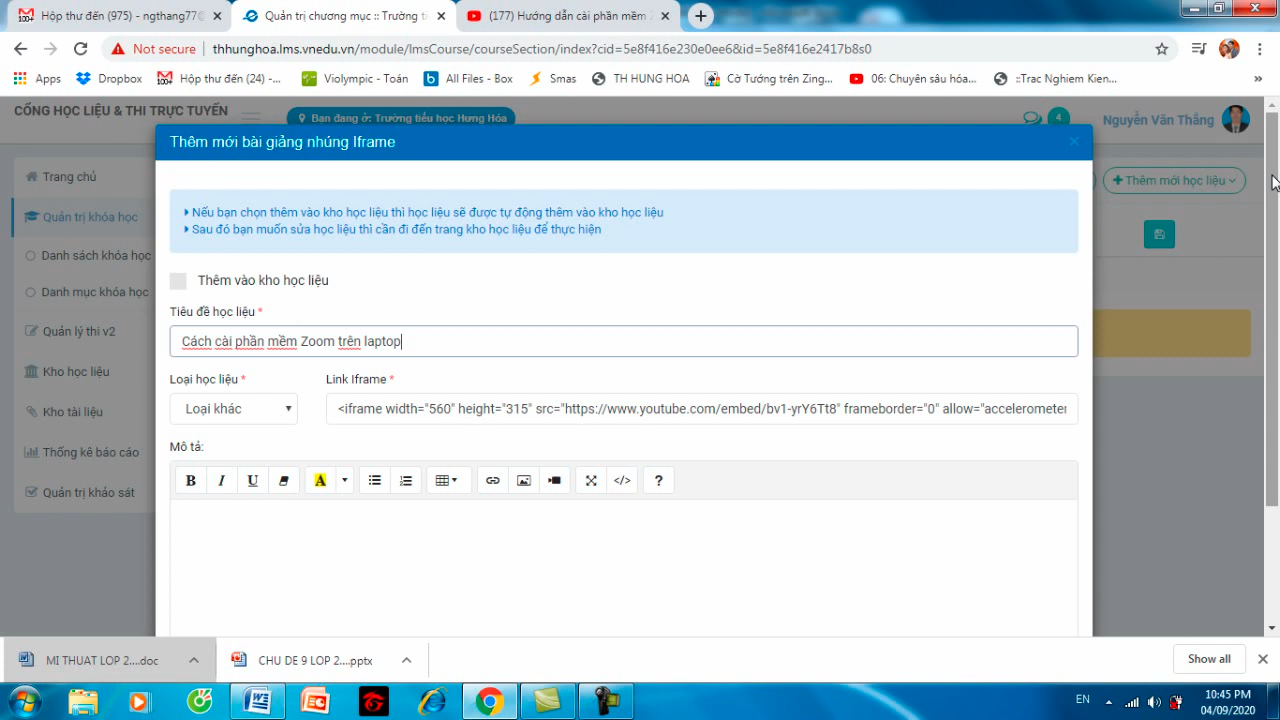 Hộp thư đến (975) - ngthang77@
Quản trị chương mục :: Trường t
(177) Hướng dẫn cài phần mềm
Not secure
thhunghoa.lms.vnedu.vn/module/lmsCourse/courseSection/index?cid=5e8f416e230e0ee6&id=5e8f416e2417b8s0
Apps
Dropbox
Hộp thư đến (24) -...
Violympic - Toán
All Files - Box
Smas
TH HUNG HOA
Cờ Tướng trên Zing...
06: Chuyên sâu hóa...
::Trac Nghiem Kien...
»
CỔNG HỌC LIỆU & THI TRỰC TUYẾN
Bạn đang ở: Trường tiểu học Hưng Hóa
4
Nguyễn Văn Thắng
Thêm mới bài giảng nhúng Iframe
×
Trang chủ
Thêm mới học liệu
Quản trị khóa học
Nếu bạn chọn thêm vào kho học liệu thì học liệu sẽ được tự động thêm vào kho học liệu
Sau đó bạn muốn sửa học liệu thì cần đi đến trang kho học liệu để thực hiện
Danh sách khóa học
Thêm vào kho học liệu
Danh mục khóa học
Tiêu đề học liệu *
Quản lý thi v2
Cách cài phần mềm Zoom trên laptop
Kho học liệu
Loại học liệu *
Link Iframe *
Kho tài liệu
Loại khác
<iframe width="560" height="315" src="https://www.youtube.com/embed/bv1-yrY6Tt8" frameborder="0" allow="accelerometer
Thống kê báo cáo
Mô tả:
Quản trị khảo sát
B I U A </> ?
MI THUAT LOP 2....doc
CHU DE 9 LOP 2....pptx
Show all
EN
10:45 PM
04/09/2020